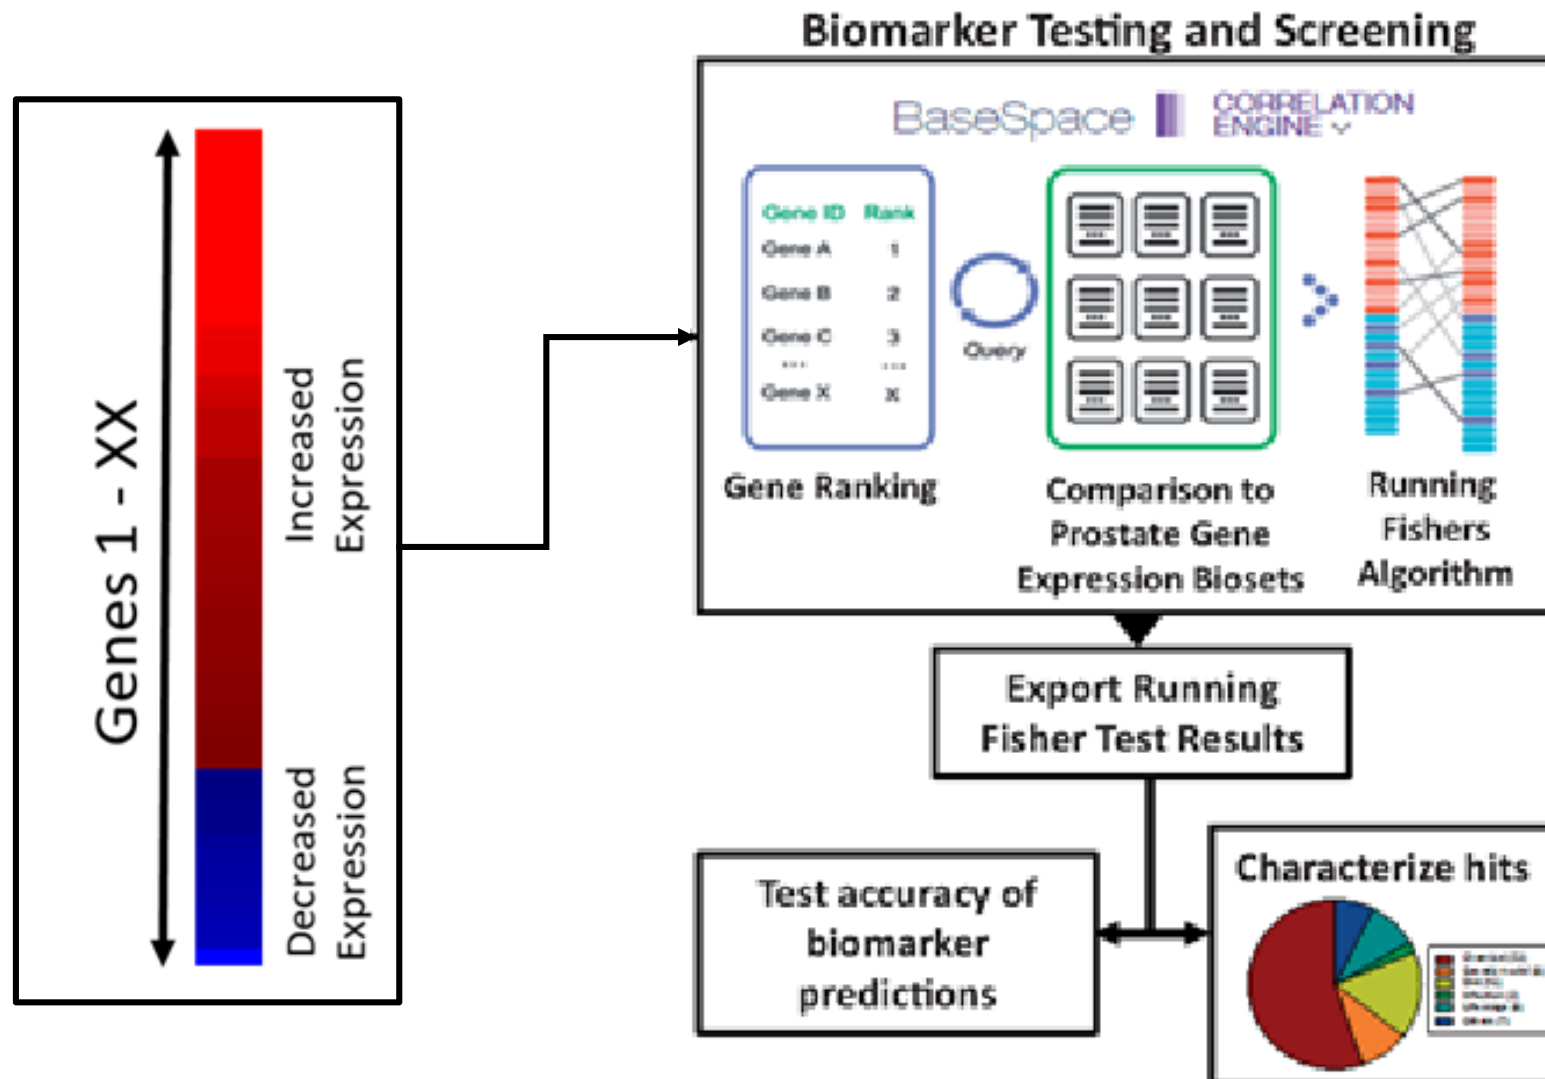 Genes 1 - XX
Increased
Expression
Decreased
Expression
Biomarker Testing and Screening
BaseSpace
CORRELATION
ENGINE
Gene ID Rank
Gene A 1
Gene B 2
Gene C 3
... ...
Gene X X
Query
Gene Ranking
Comparison to
Prostate Gene
Expression Biosets
Running
Fishers
Algorithm
Export Running
Fisher Test Results
Test accuracy of
biomarker
predictions
Characterize hits